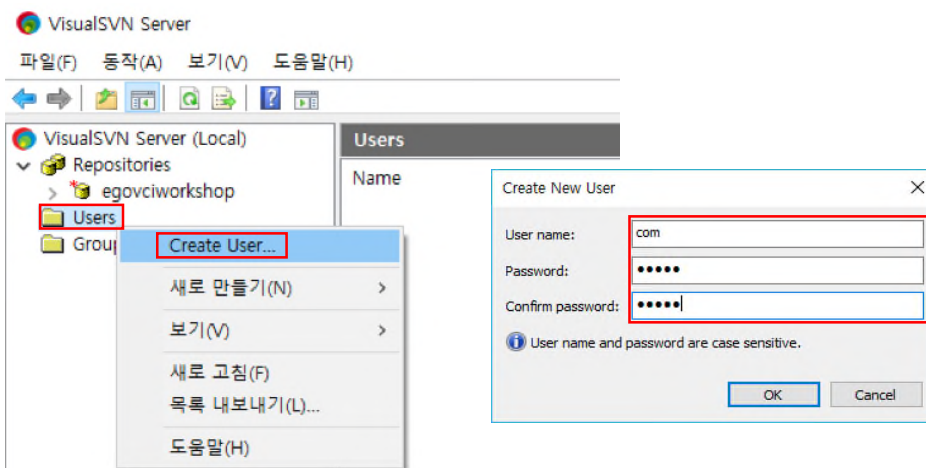 VisualSVN Server
파일(F) 동작(A) 보기(V) 도움말(H)
VisualSVN Server (Local)
Repositories
egovciworkshop
Users
Group
Users
Name
Create User...
새로 만들기(N)
보기(V)
새로 고침(F)
목록 내보내기(L)...
도움말(H)
Create New User
User name: com
Password: •••••
Confirm password: •••••
User name and password are case sensitive.
OK Cancel